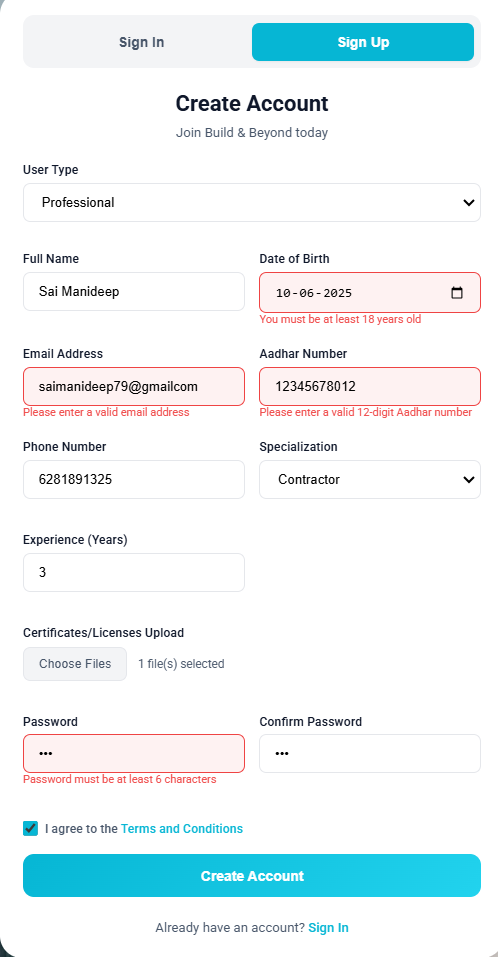 Sign In Sign Up
Create Account
Join Build & Beyond today
User Type
Professional
Full Name Date of Birth
Sai Manideep 10-06-2025
You must be at least 18 years old
Email Address Aadhar Number
saimanideep79@gmailcom 12345678012
Please enter a valid email address Please enter a valid 12-digit Aadhar number
Phone Number Specialization
6281891325 Contractor
Experience (Years)
3
Certificates/Licenses Upload
Choose Files 1 file(s) selected
Password Confirm Password
••• •••
Password must be at least 6 characters
I agree to the Terms and Conditions
Create Account
Already have an account? Sign In